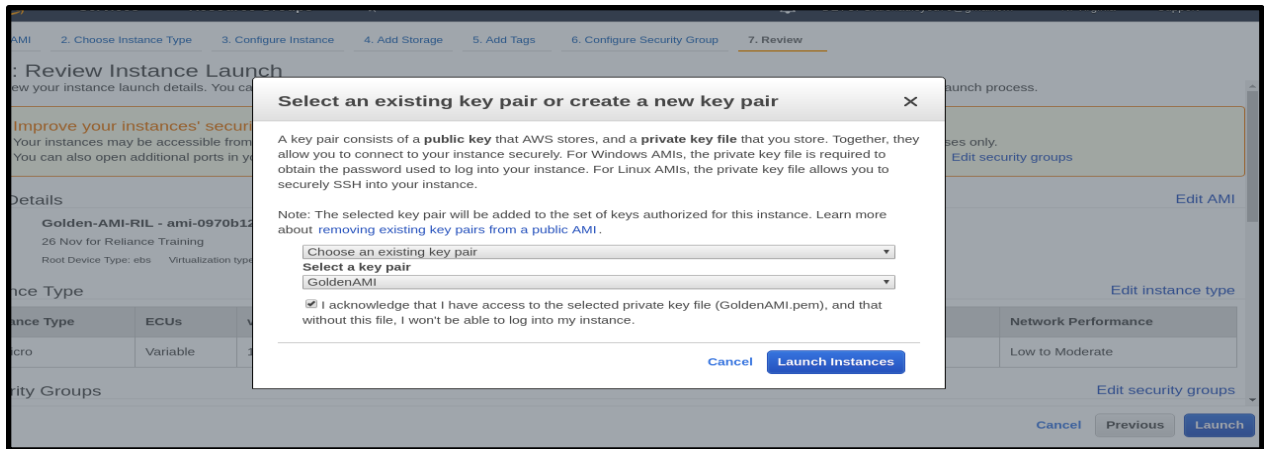 AMI 2. Choose Instance Type 3. Configure Instance 4. Add Storage 5. Add Tags 6. Configure Security Group 7. Review
: Review Instance Launch
ew your instance launch details. You ca
aunch process.
Improve your instances' securi
Your instances may be accessible from
ses only.
You can also open additional ports in yo
Edit security groups
Details
Edit AMI
Golden-AMI-RIL - ami-0970b12
26 Nov for Reliance Training
Root Device Type: ebs Virtualization type
nce Type
Edit instance type
ance Type ECUs v
Network Performance
icro Variable 1
Low to Moderate
rity Groups
Edit security groups
Cancel Previous Launch
Select an existing key pair or create a new key pair ×
A key pair consists of a public key that AWS stores, and a private key file that you store. Together, they
allow you to connect to your instance securely. For Windows AMIs, the private key file is required to
obtain the password used to log into your instance. For Linux AMIs, the private key file allows you to
securely SSH into your instance.
Note: The selected key pair will be added to the set of keys authorized for this instance. Learn more
about removing existing key pairs from a public AMI .
Choose an existing key pair
Select a key pair
GoldenAMI
I acknowledge that I have access to the selected private key file (GoldenAMI.pem), and that
without this file, I won't be able to log into my instance.
Cancel Launch Instances